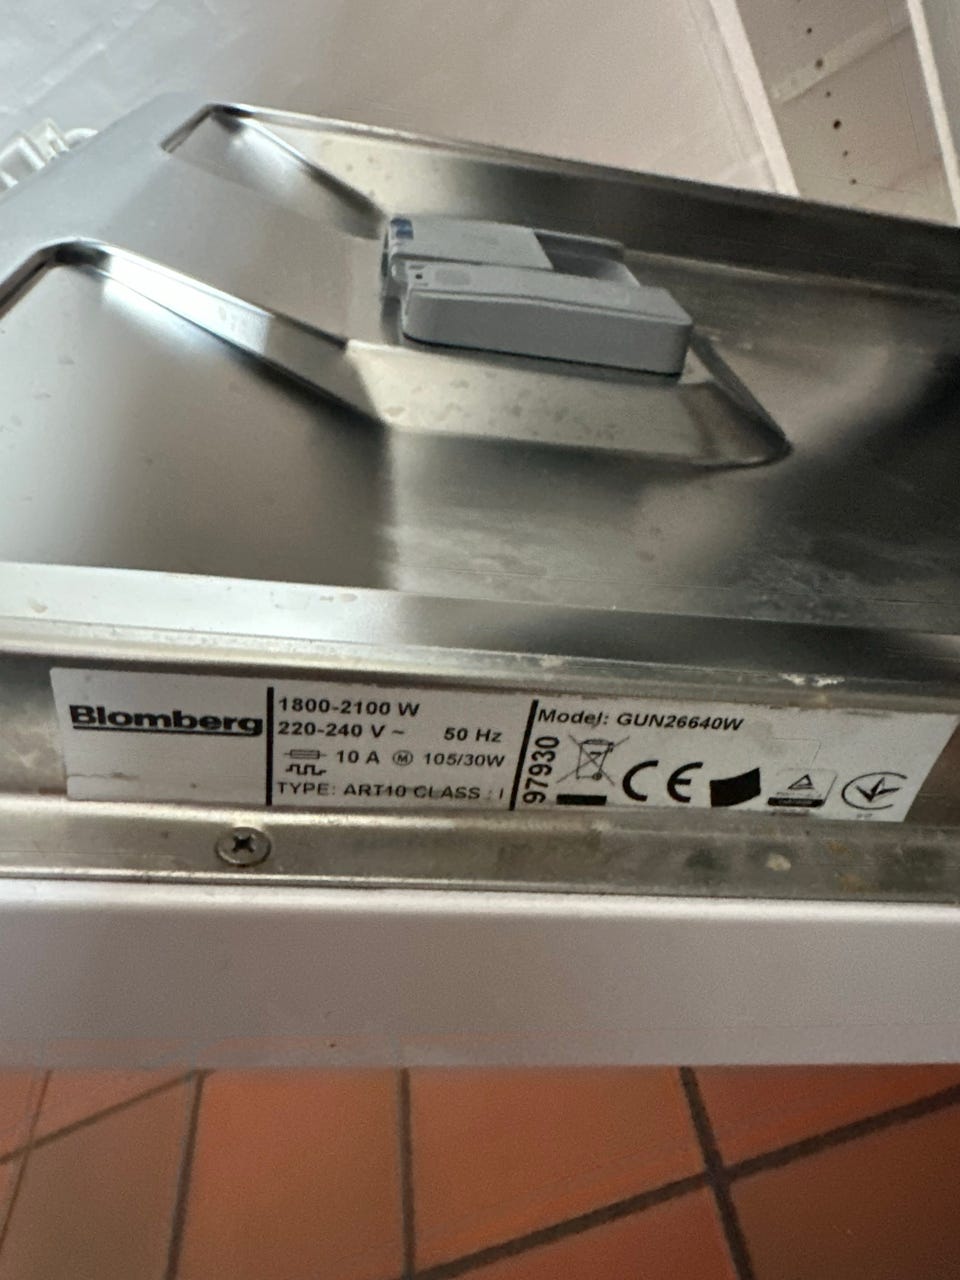 Blomberg
1800-2100 W
220-240 V ~ 50 Hz
10 A M 105/30W
TYPE: ART10 CLASS : I
97930
Model: GUN26640W
CE